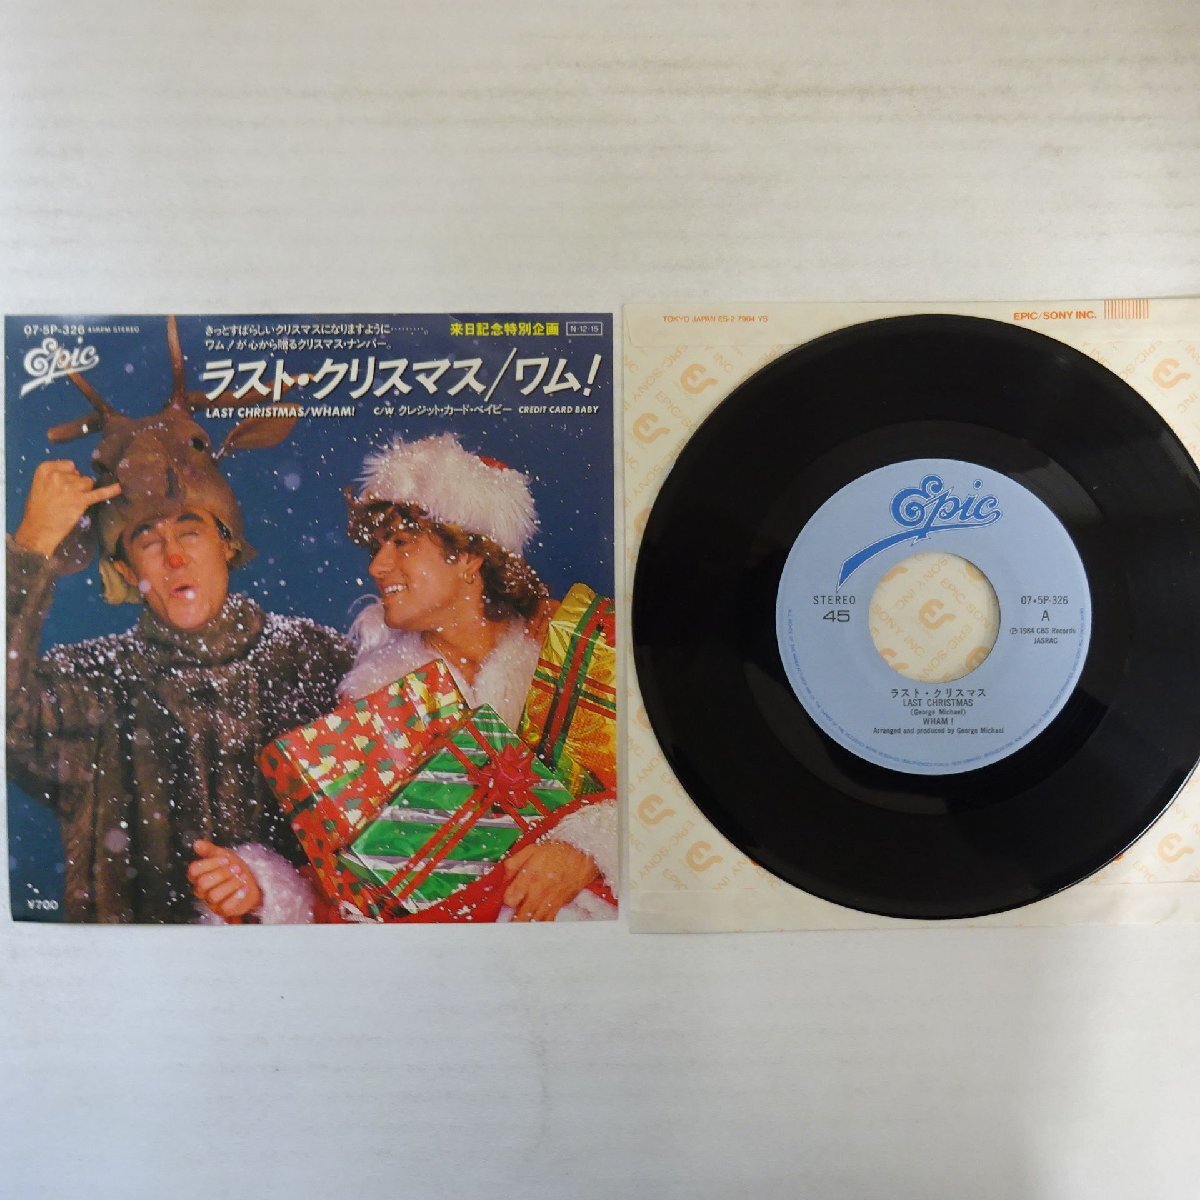 07・5P-326 45RPM STEREO
Epic
きっとすばらしいクリスマスになりますように………。
ワム!が心から贈るクリスマス・ナンバー。
来日記念特別企画
N・12・15
ラスト・クリスマス/ワム!
LAST CHRISTMAS/WHAM!
c/w クレジット・カード・ベイビー CREDIT CARD BABY
¥700
EPIC/SONY INC.
Epic
STEREO
45
07・5P-326
A
Ⓟ 1984 CBS Records
JASRAC
ラスト・クリスマス
LAST CHRISTMAS
(George Michael)
WHAM!
Arranged and produced by George Michael